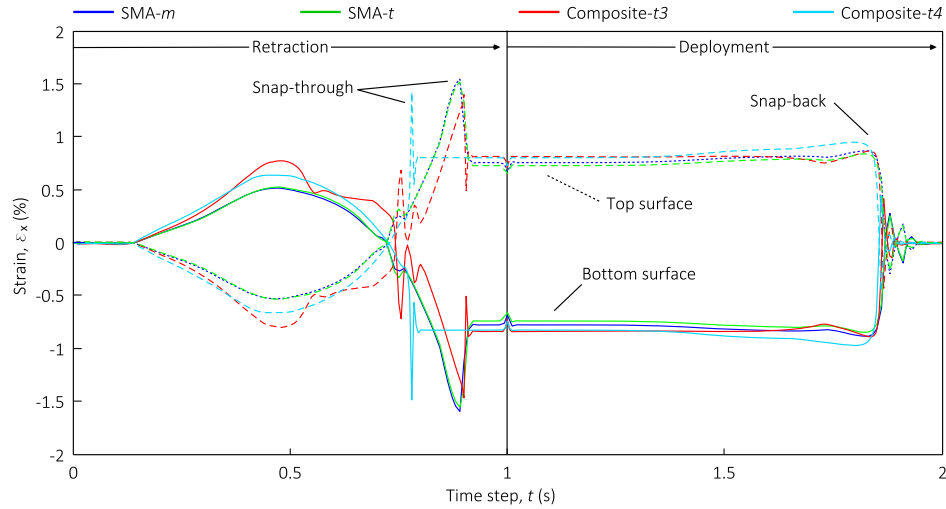 SMA-m SMA-t Composite-t3 Composite-t4
2
Retraction Deployment
1.5
Snap-through
Snap-back
1
0.5
Top surface
0
Bottom surface
-0.5
-1
-1.5
-2
0 0.5 1 1.5 2
Strain, εx (%)
Time step, t (s)